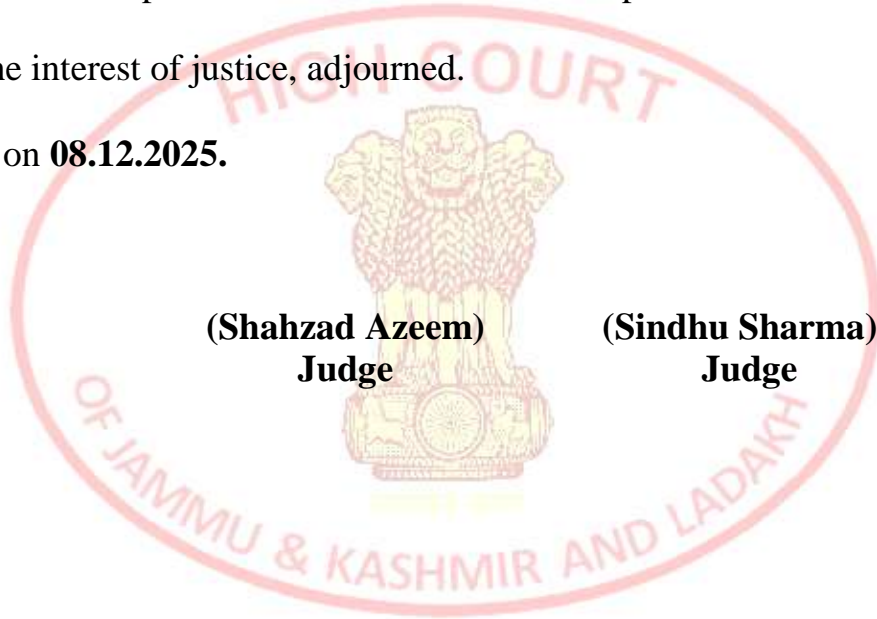 he interest of justice, adjourned.
on 08.12.2025.
(Shahzad Azeem) (Sindhu Sharma)
Judge Judge
HIGH COURT
OF JAMMU & KASHMIR AND LADAKH